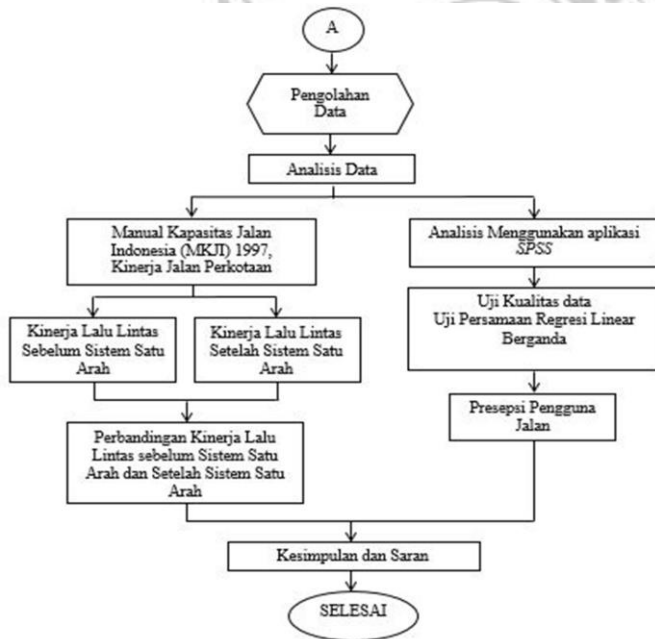 A
Pengolahan
Data
Analisis Data
Manual Kapasitas Jalan
Indonesia (MKJI) 1997,
Kinerja Jalan Perkotaan
Analisis Menggunakan aplikasi
SPSS
Kinerja Lalu Lintas
Sebelum Sistem Satu
Arah
Kinerja Lalu Lintas
Setelah Sistem Satu
Arah
Uji Kualitas data
Uji Persamaan Regresi Linear
Berganda
Presepsi Pengguna
Jalan
Perbandingan Kinerja Lalu
Lintas sebelum Sistem Satu
Arah dan Setelah Sistem Satu
Arah
Kesimpulan dan Saran
SELESAI